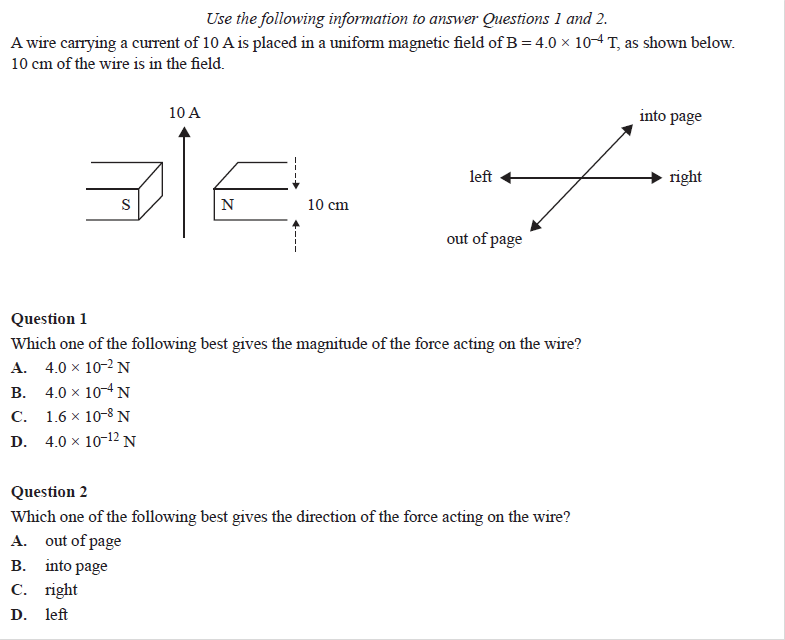 Use the following information to answer Questions 1 and 2.
A wire carrying a current of 10 A is placed in a uniform magnetic field of B = 4.0 × 10⁻⁴ T, as shown below.
10 cm of the wire is in the field.
10 A
into page
left
right
S
N
10 cm
out of page
Question 1
Which one of the following best gives the magnitude of the force acting on the wire?
A. 4.0 × 10⁻² N
B. 4.0 × 10⁻⁴ N
C. 1.6 × 10⁻⁸ N
D. 4.0 × 10⁻¹² N
Question 2
Which one of the following best gives the direction of the force acting on the wire?
A. out of page
B. into page
C. right
D. left